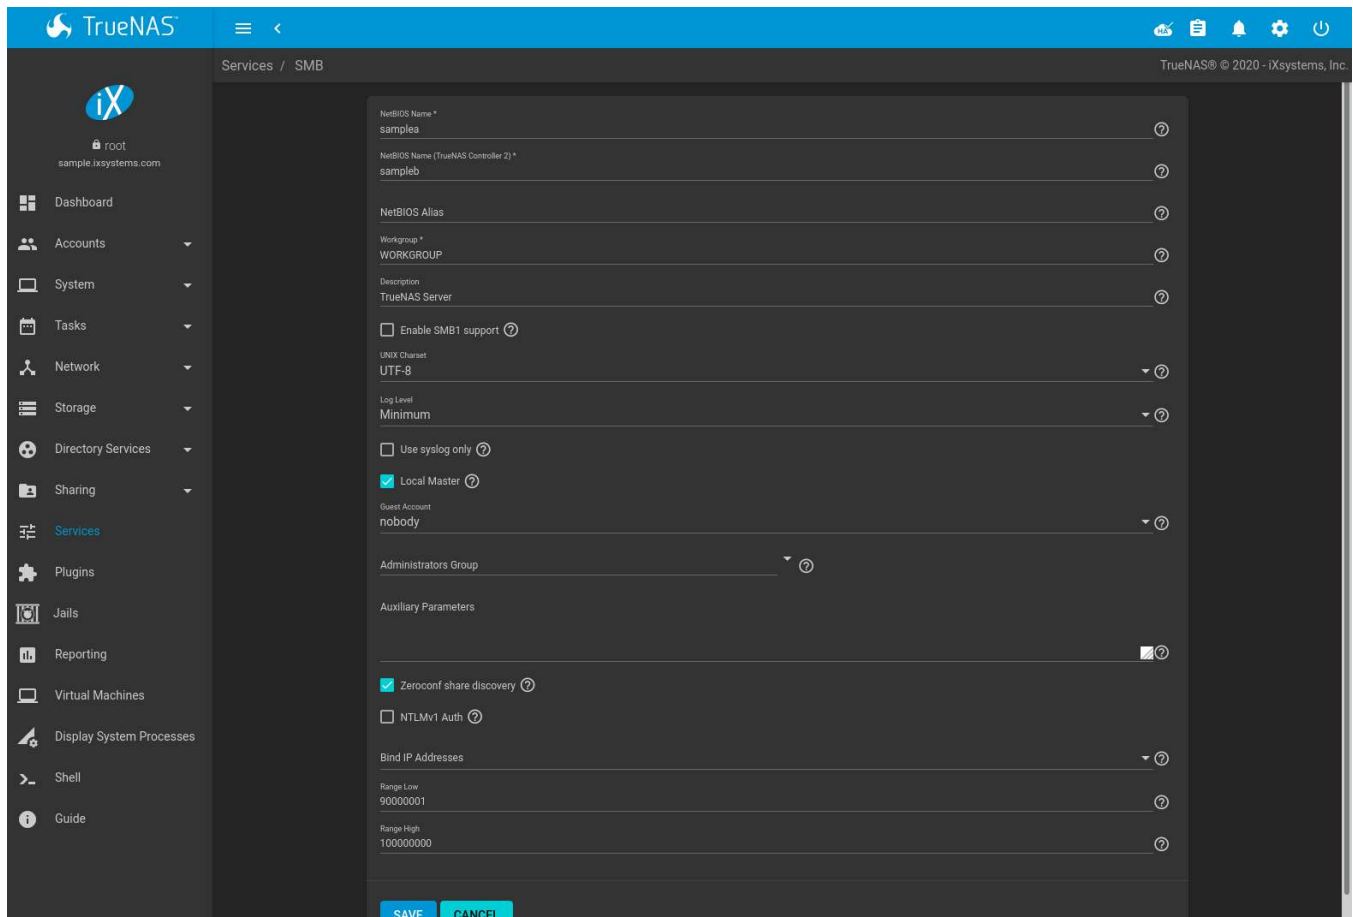 TrueNAS™
HA
Services / SMB
TrueNAS® © 2020 - iXsystems, Inc.
iX
root
sample.ixsystems.com
Dashboard
Accounts
System
Tasks
Network
Storage
Directory Services
Sharing
Services
Plugins
Jails
Reporting
Virtual Machines
Display System Processes
Shell
Guide
NetBIOS Name *
samplea
NetBIOS Name (TrueNAS Controller 2) *
sampleb
NetBIOS Alias
Workgroup *
WORKGROUP
Description
TrueNAS Server
Enable SMB1 support
UNIX Charset
UTF-8
Log Level
Minimum
Use syslog only
Local Master
Guest Account
nobody
Administrators Group
Auxiliary Parameters
Zeroconf share discovery
NTLMv1 Auth
Bind IP Addresses
Range Low
90000001
Range High
100000000
SAVE CANCEL